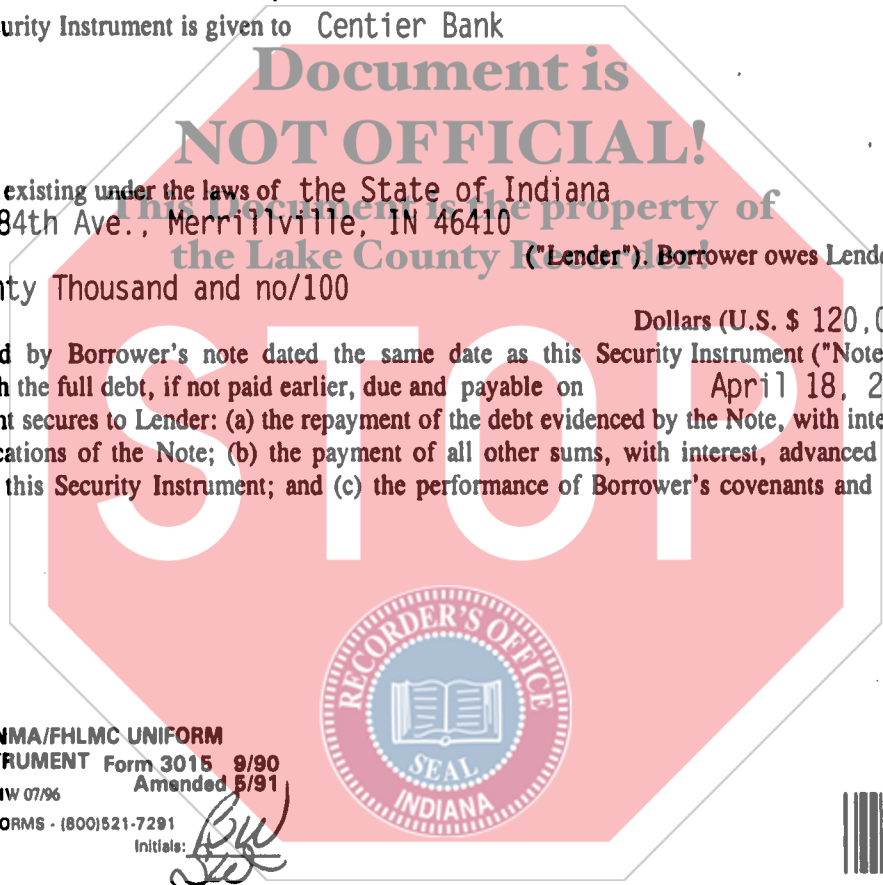 urity Instrument is given to Centier Bank
Document is
NOT OFFICIAL!
existing under the laws of the State of Indiana
This Document is the property of
84th Ave., Merrillville, IN 46410
the Lake County Recorder!
("Lender"). Borrower owes Lende
nty Thousand and no/100
Dollars (U.S. $ 120,0
d by Borrower's note dated the same date as this Security Instrument ("Note
h the full debt, if not paid earlier, due and payable on April 18, 2
nt secures to Lender: (a) the repayment of the debt evidenced by the Note, with inte
cations of the Note; (b) the payment of all other sums, with interest, advanced
this Security Instrument; and (c) the performance of Borrower's covenants and
STOP
RECORDER'S OFFICE
SEAL
INDIANA
NMA/FHLMC UNIFORM
RUMENT Form 3015 9/90
Amended 5/91
IW 07/96
ORMS - (800)521-7291
Initials: